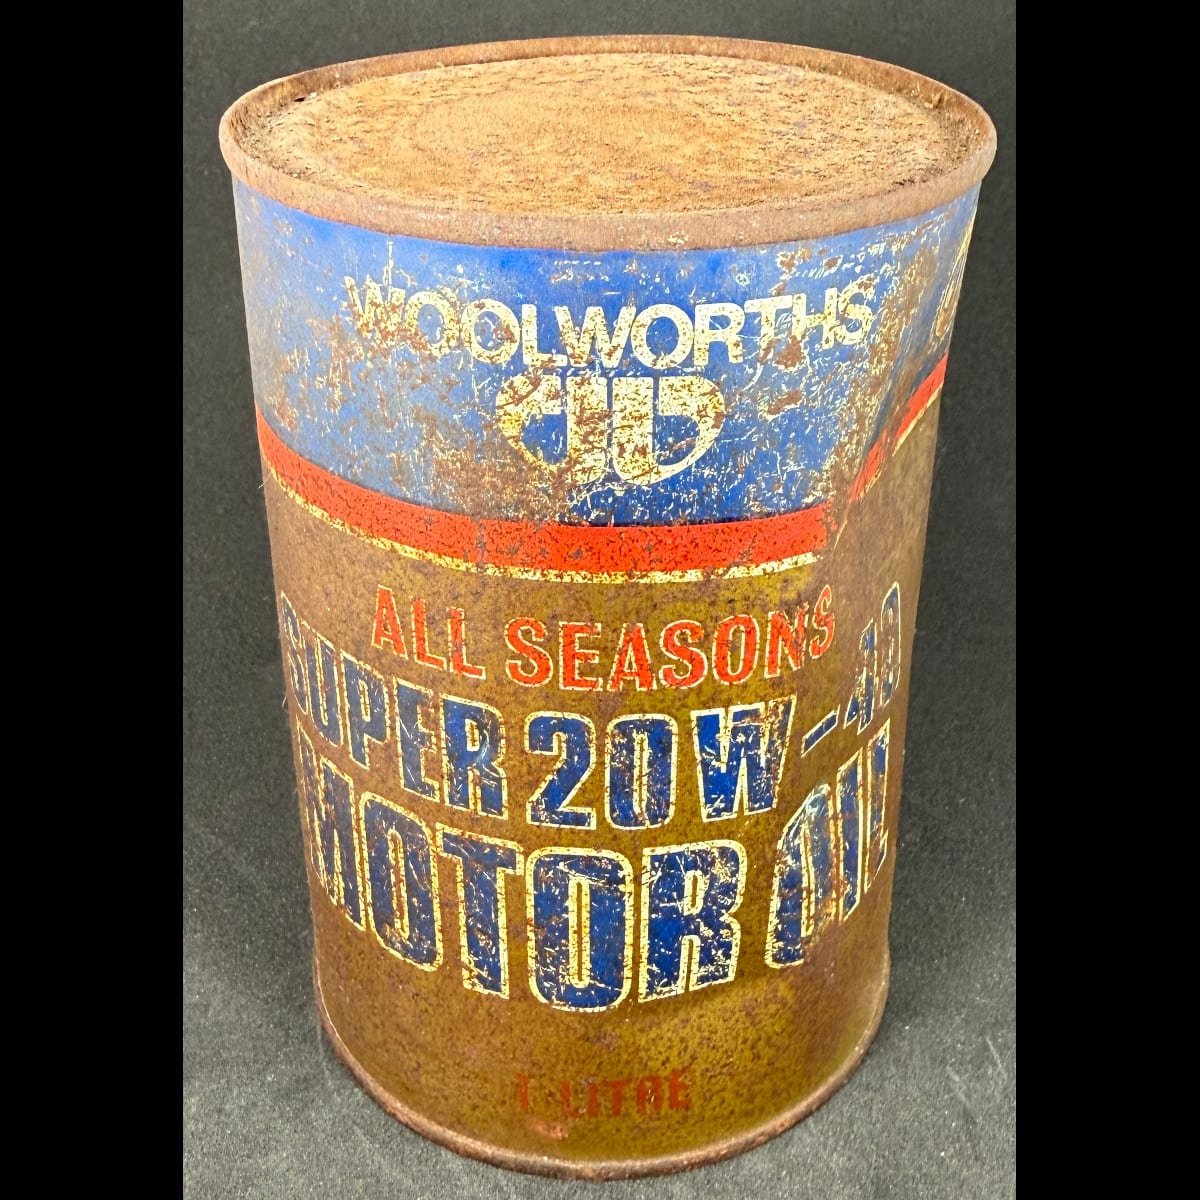 WOOLWORTHS
ALL SEASONS
SUPER 20W-40
MOTOR OIL
1 LITRE